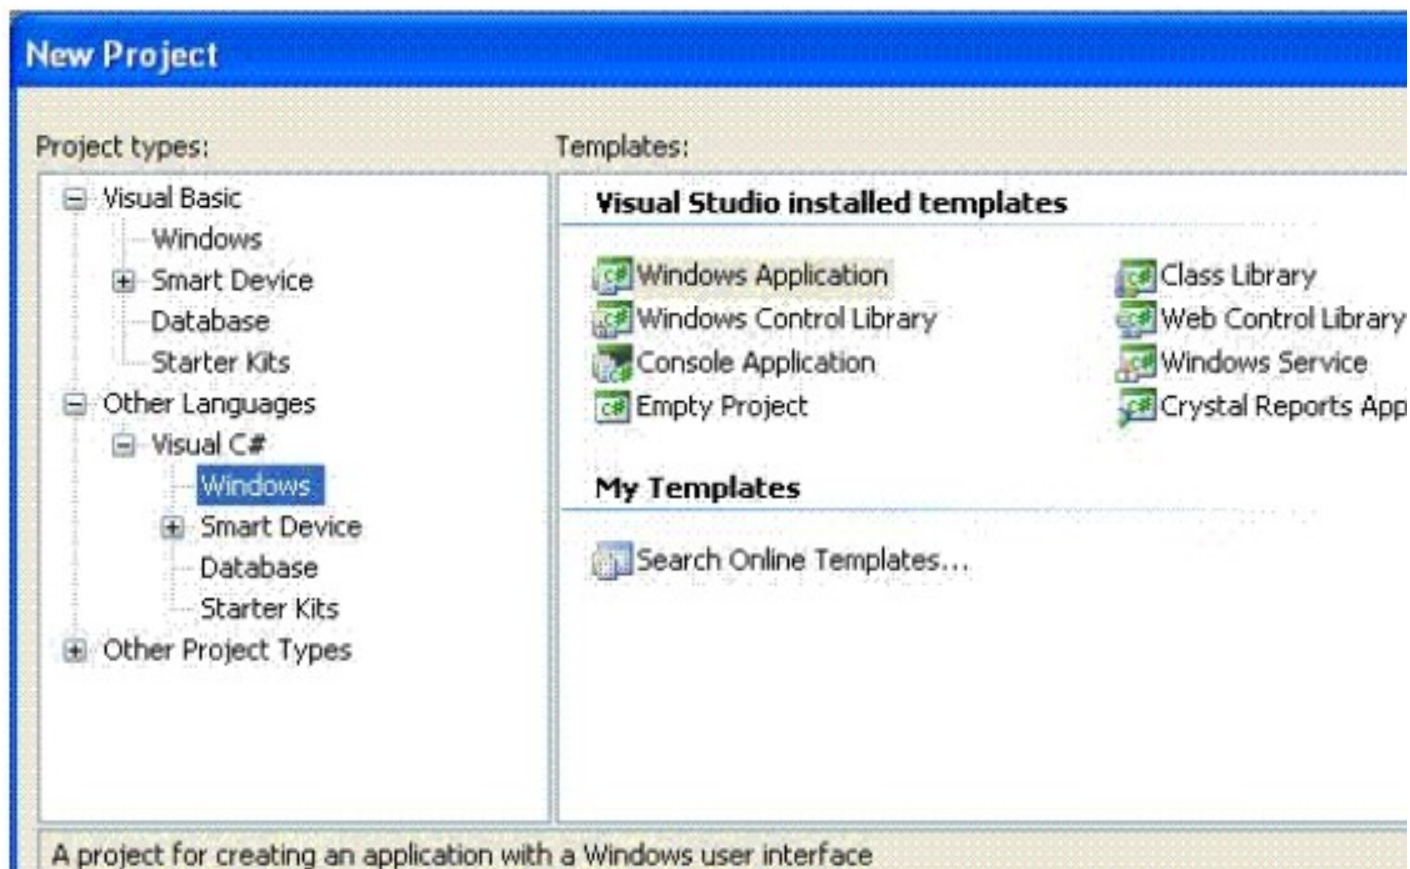 New Project
Project types:
Visual Basic
Windows
Smart Device
Database
Starter Kits
Other Languages
Visual C#
Windows
Smart Device
Database
Starter Kits
Other Project Types
Templates:
Visual Studio installed templates
Windows Application
Windows Control Library
Console Application
Empty Project
Class Library
Web Control Library
Windows Service
Crystal Reports App
My Templates
Search Online Templates...
A project for creating an application with a Windows user interface